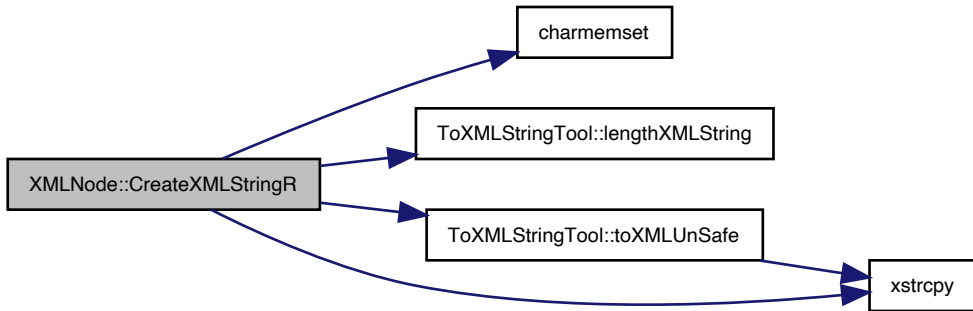 charmemset
ToXMLStringTool::lengthXMLString
XMLNode::CreateXMLStringR
ToXMLStringTool::toXMLUnSafe
xstrcpy